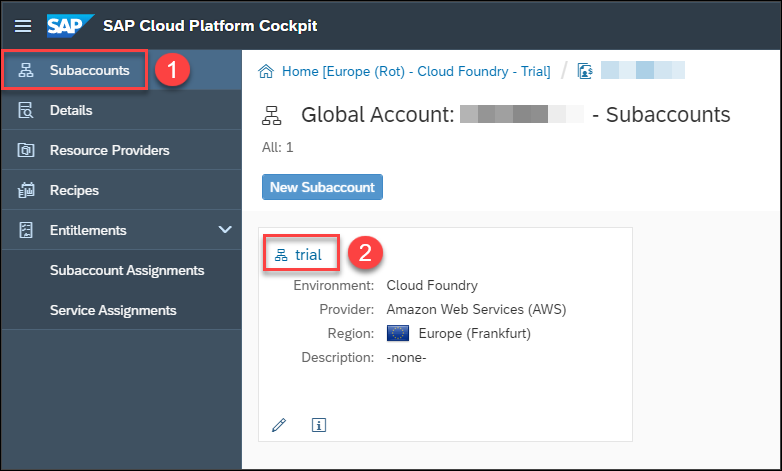 SAP SAP Cloud Platform Cockpit
Subaccounts 1
Details
Resource Providers
Recipes
Entitlements
Subaccount Assignments
Service Assignments
Home [Europe (Rot) - Cloud Foundry - Trial] /
Global Account: - Subaccounts
All: 1
New Subaccount
trial 2
Environment: Cloud Foundry
Provider: Amazon Web Services (AWS)
Region: Europe (Frankfurt)
Description: -none-